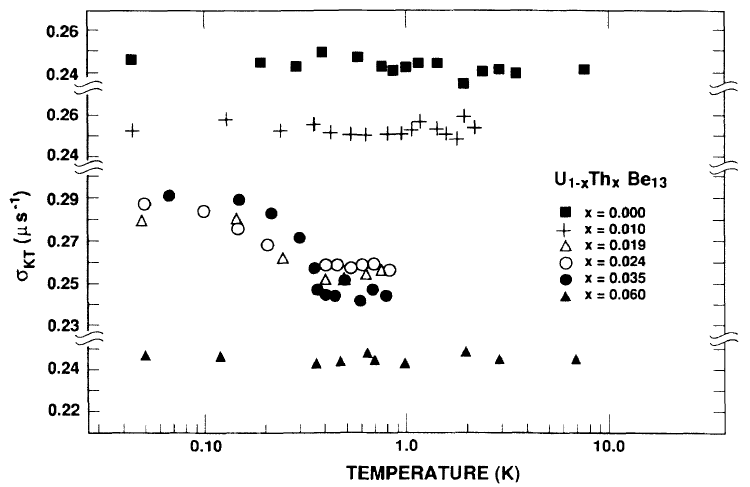 0.26
0.24
0.26
0.24
0.29
0.27
0.25
0.23
0.24
0.22
σKT (μs⁻¹)
U₁₋ₓThₓ Be₁₃
x = 0.000
x = 0.010
x = 0.019
x = 0.024
x = 0.035
x = 0.060
0.10 1.0 10.0
TEMPERATURE (K)